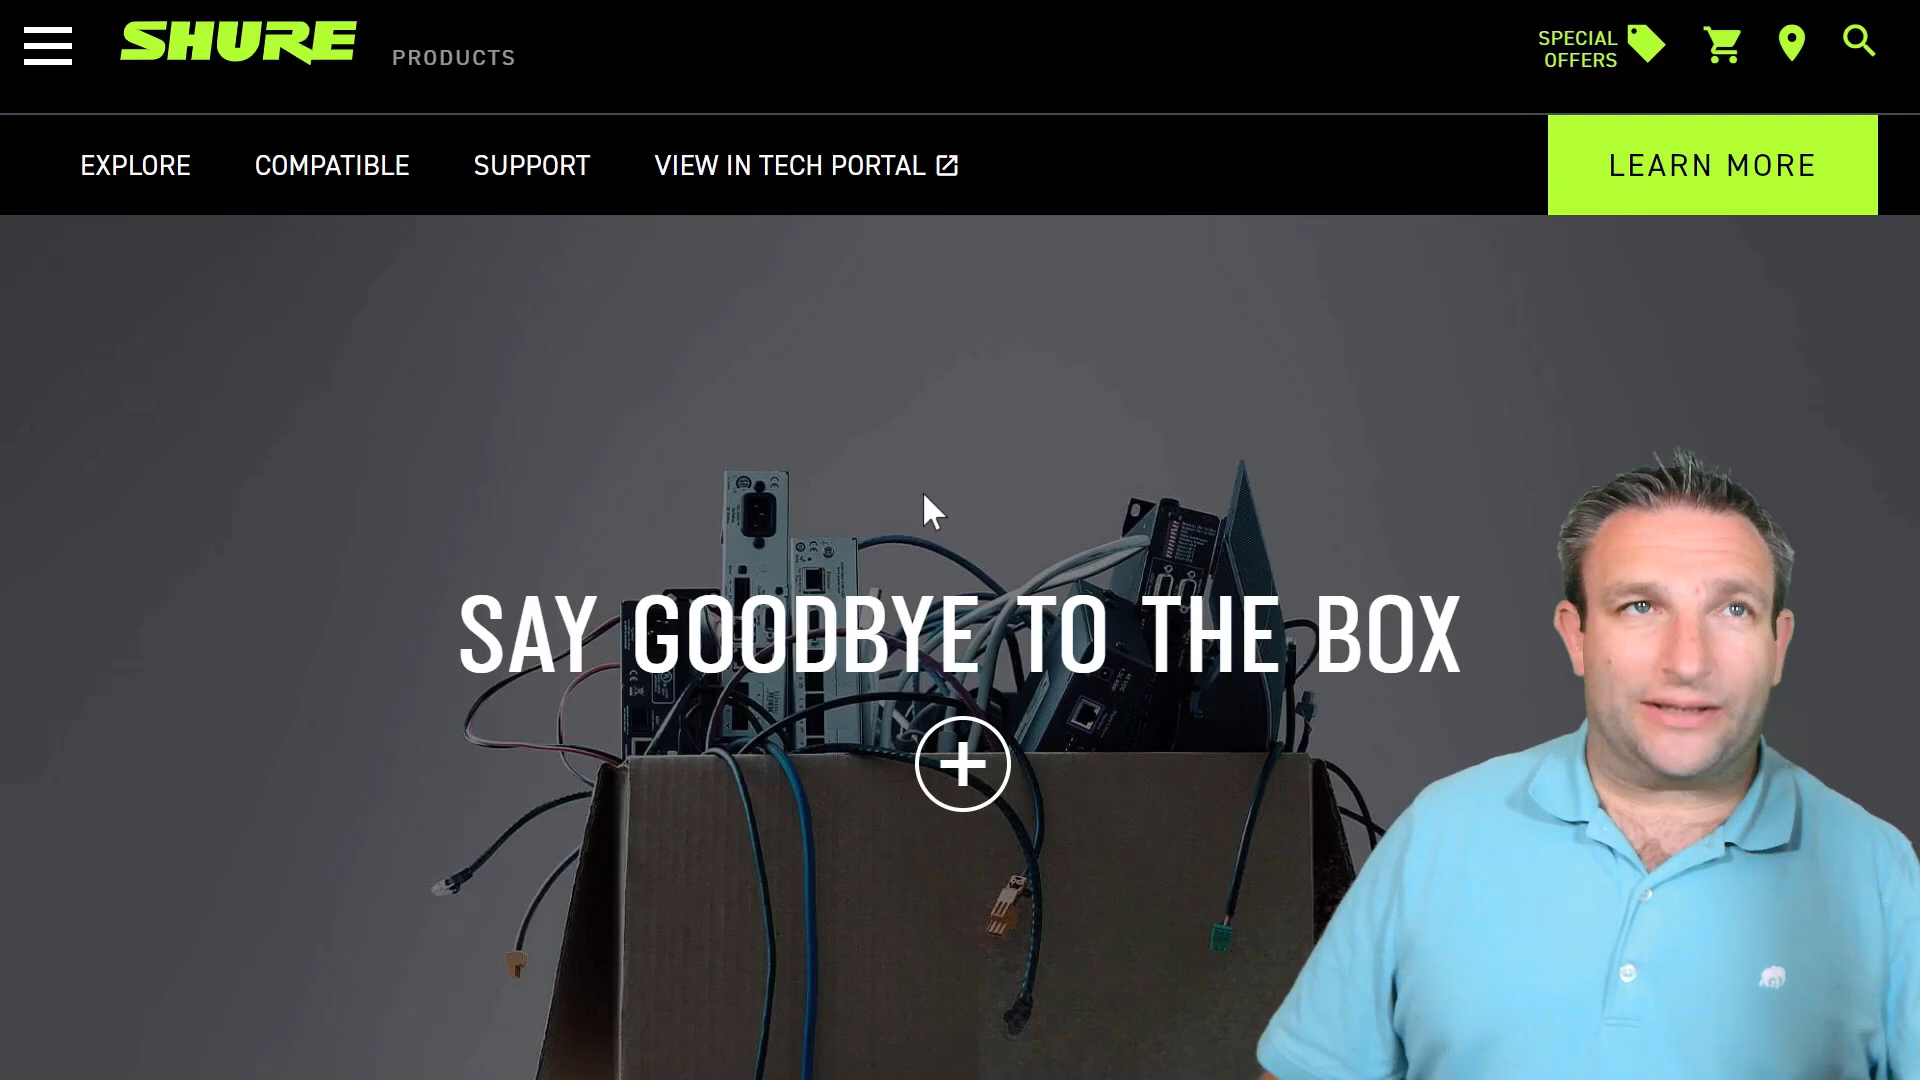 SHURE
PRODUCTS
SPECIAL
OFFERS
EXPLORE
COMPATIBLE
SUPPORT
VIEW IN TECH PORTAL
LEARN MORE
SAY GOODBYE TO THE BOX